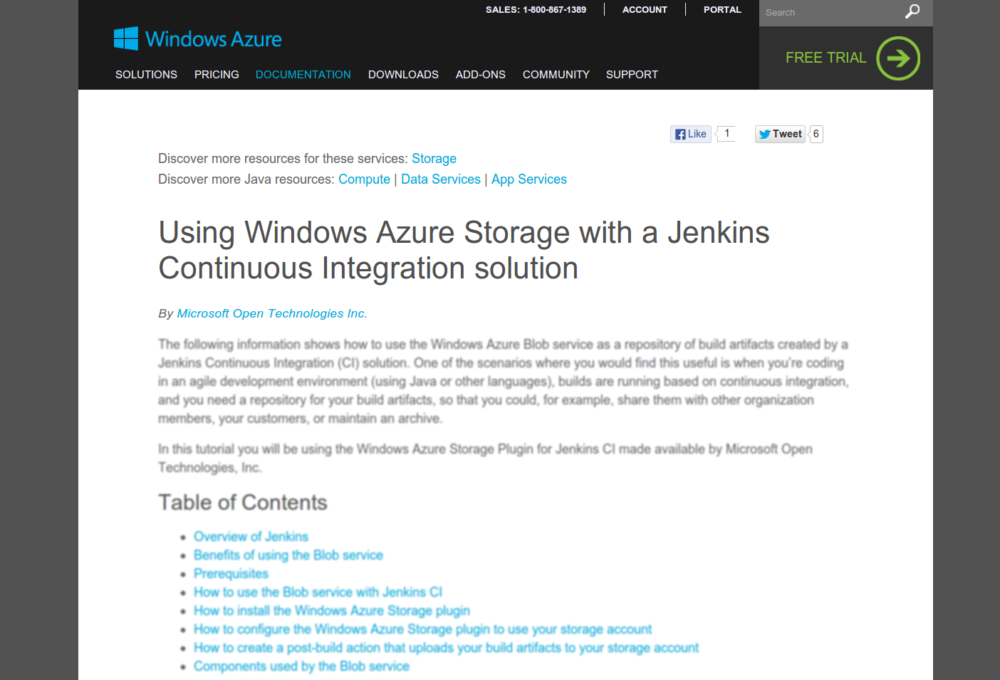 SALES: 1-800-867-1389
ACCOUNT
PORTAL
Search
Windows Azure
FREE TRIAL
SOLUTIONS PRICING DOCUMENTATION DOWNLOADS ADD-ONS COMMUNITY SUPPORT
Like 1 Tweet 6
Discover more resources for these services: Storage
Discover more Java resources: Compute | Data Services | App Services
Using Windows Azure Storage with a Jenkins
Continuous Integration solution
By Microsoft Open Technologies Inc.
The following information shows how to use the Windows Azure Blob service as a repository of build artifacts created by a
Jenkins Continuous Integration (CI) solution. One of the scenarios where you would find this useful is when you're coding
in an agile development environment (using Java or other languages), builds are running based on continuous integration,
and you need a repository for your build artifacts, so that you could, for example, share them with other organization
members, your customers, or maintain an archive.
In this tutorial you will be using the Windows Azure Storage Plugin for Jenkins CI made available by Microsoft Open
Technologies, Inc.
Table of Contents
• Overview of Jenkins
• Benefits of using the Blob service
• Prerequisites
• How to use the Blob service with Jenkins CI
• How to install the Windows Azure Storage plugin
• How to configure the Windows Azure Storage plugin to use your storage account
• How to create a post-build action that uploads your build artifacts to your storage account
• Components used by the Blob service